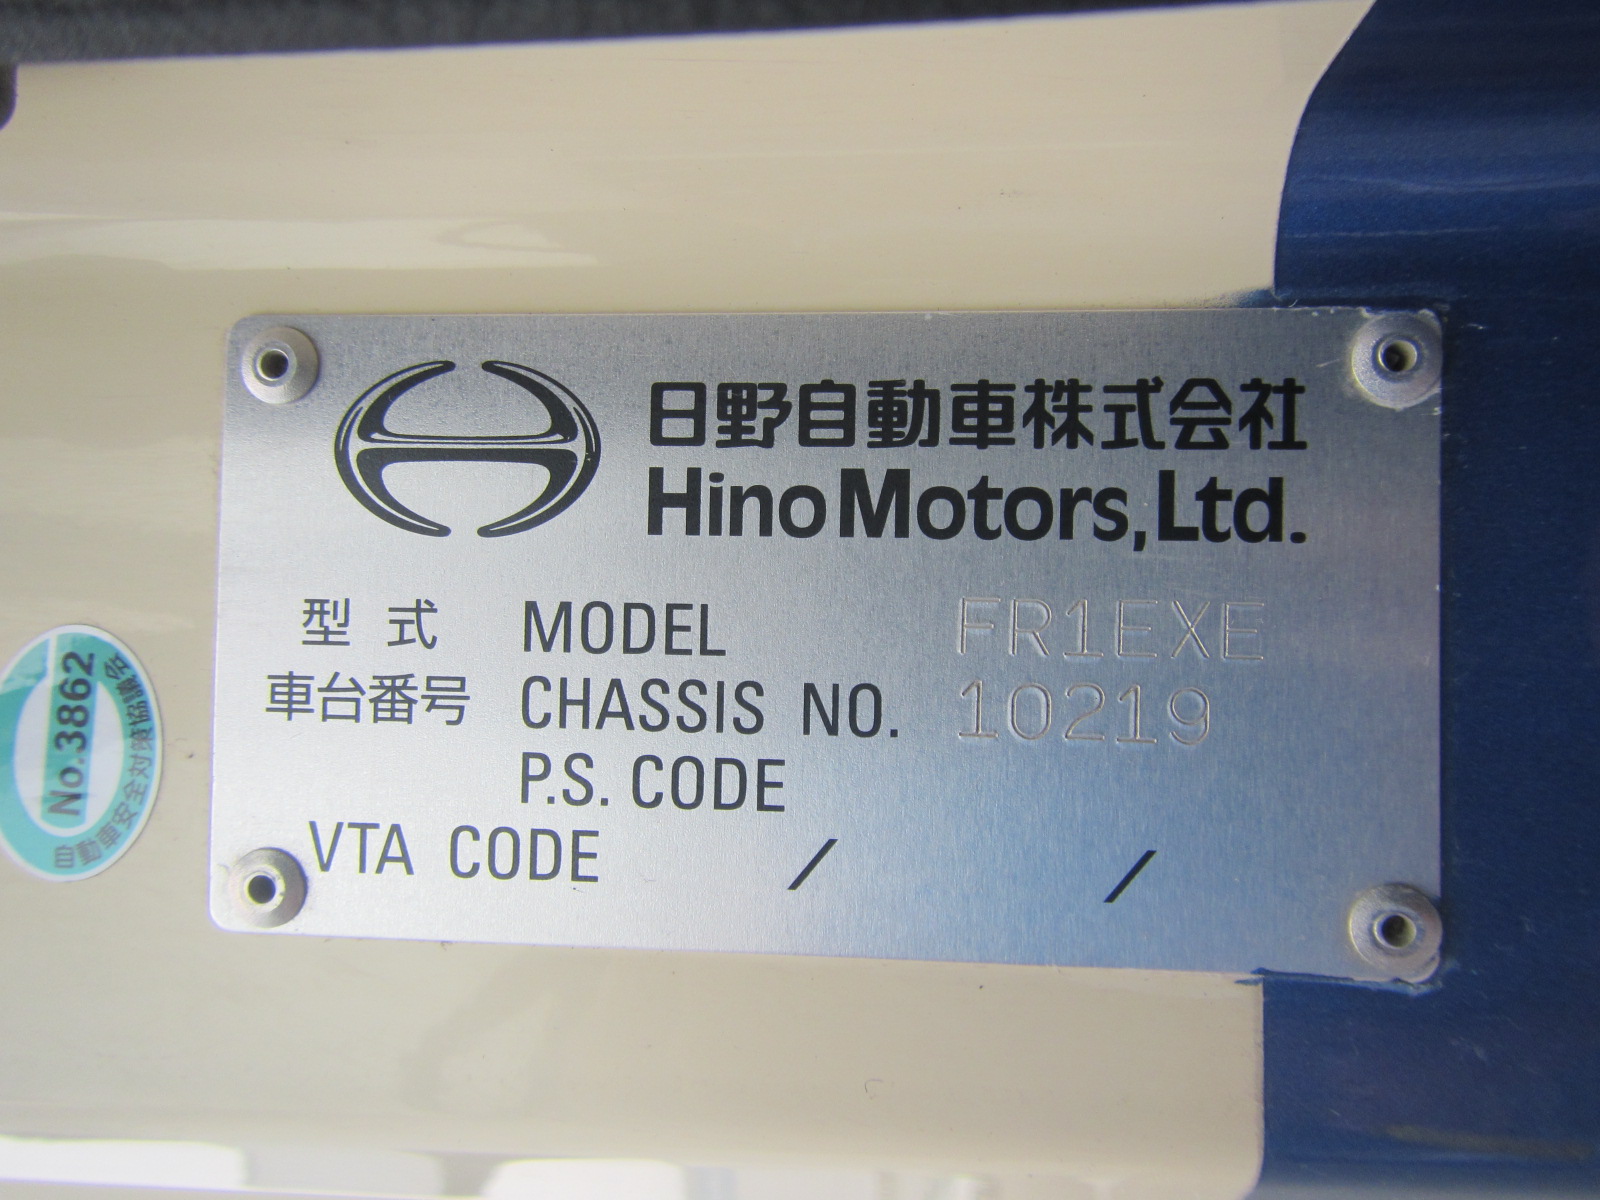 日野自動車株式会社
Hino Motors, Ltd.
型式 MODEL FR1EXE
車台番号 CHASSIS NO. 10219
P.S. CODE
VTA CODE / /
No.3862
自動車安全対策協議会